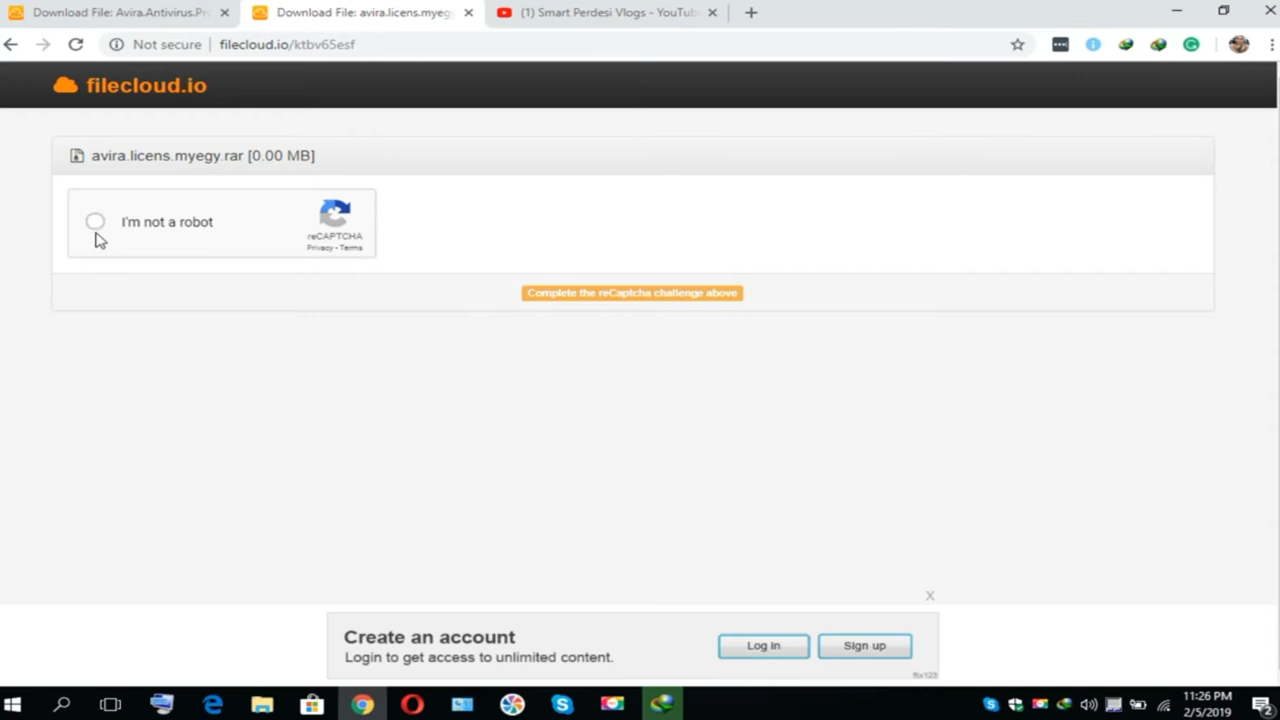 Download File: Avira.Antivirus.Pr
Download File: avira.licens.myeg
(1) Smart Perdesi Vlogs - YouTub
Not secure
filecloud.io/ktbv65esf
filecloud.io
avira.licens.myegy.rar [0.00 MB]
I'm not a robot
reCAPTCHA
Privacy - Terms
Complete the reCaptcha challenge above
X
Create an account
Login to get access to unlimited content.
Log in
Sign up
11:26 PM
2/5/2019
2